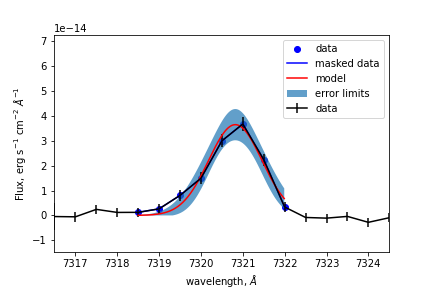 1e−14
7
6
5
4
3
2
1
0
−1
Flux, erg s⁻¹ cm⁻² Å⁻¹
data
masked data
model
error limits
data
7317 7318 7319 7320 7321 7322 7323 7324
wavelength, Å